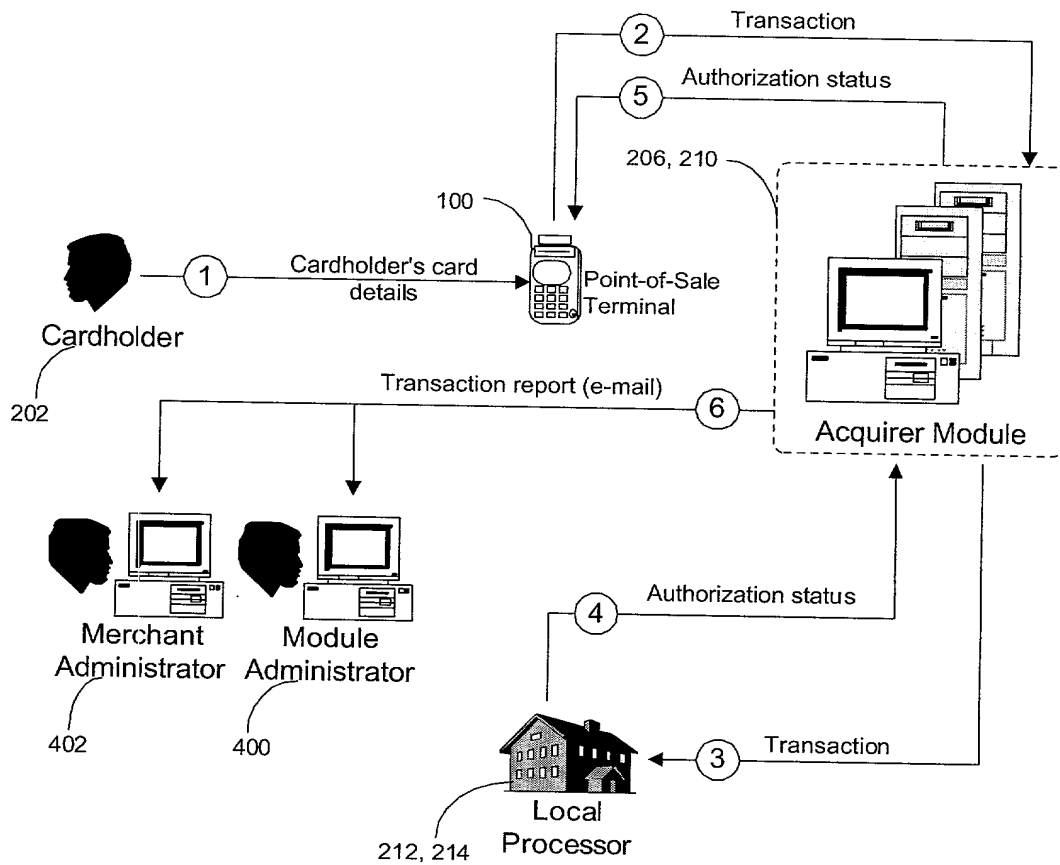 2
Transaction
Authorization status
5
206, 210
100
1
Cardholder's card
details
Point-of-Sale
Terminal
Cardholder
202
Transaction report (e-mail)
6
Acquirer Module
4
Authorization status
Merchant
Administrator
Module
Administrator
402
400
3
Transaction
Local
Processor
212, 214